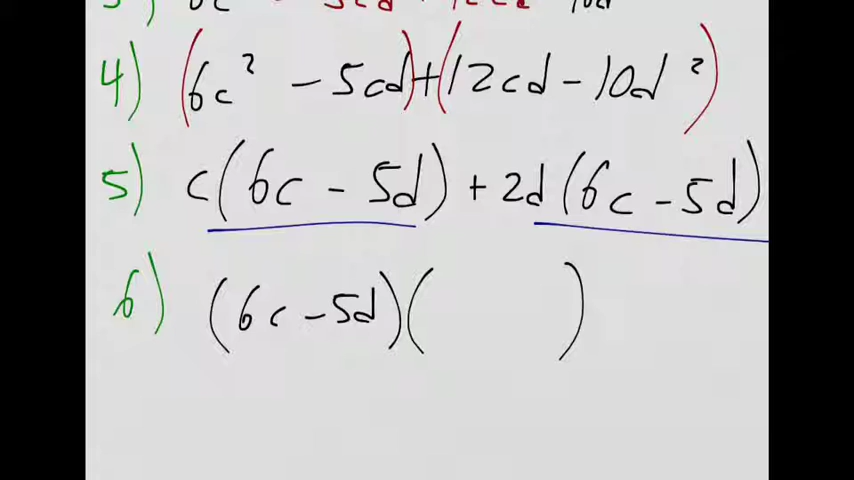 4) (6c² - 5cd)+(12cd - 10d²)
5) c(6c - 5d) + 2d(6c - 5d)
6) (6c - 5d)( )